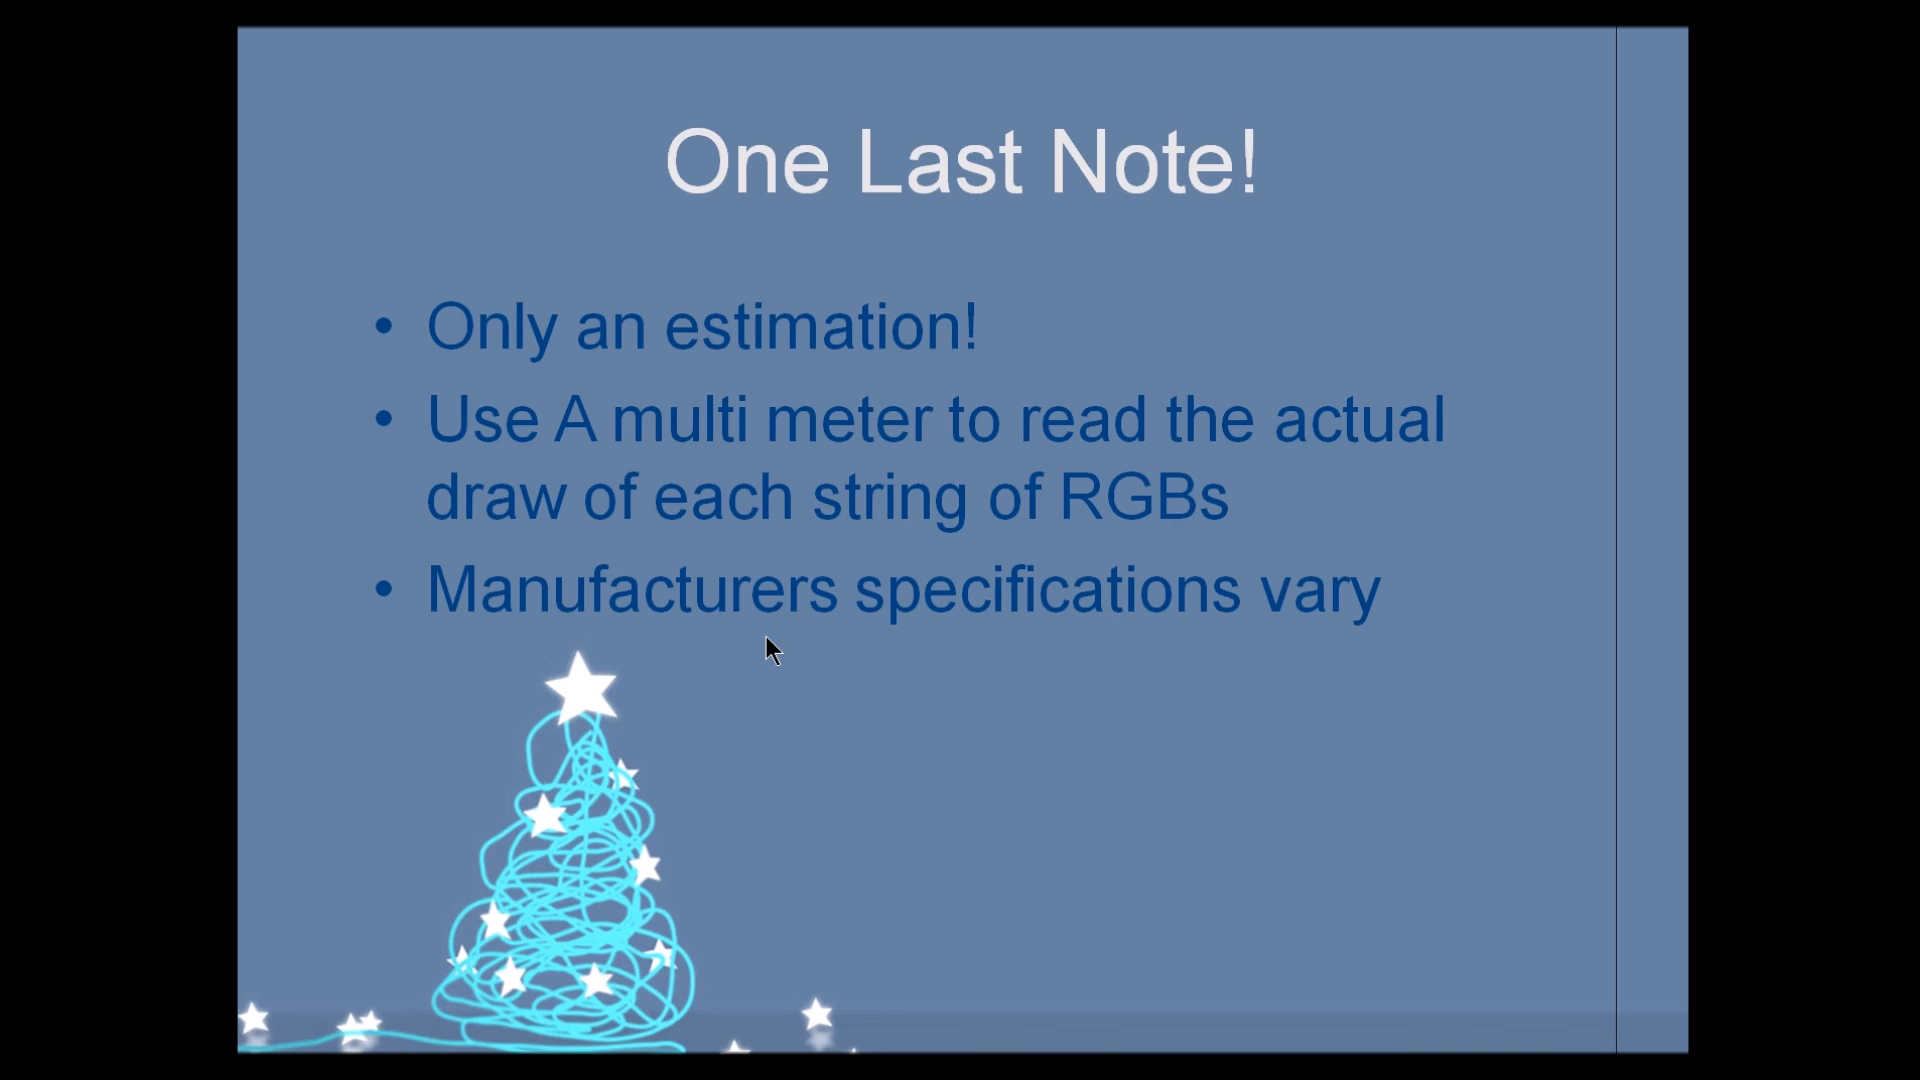 One Last Note!
• Only an estimation!
• Use A multi meter to read the actual
draw of each string of RGBs
• Manufacturers specifications vary